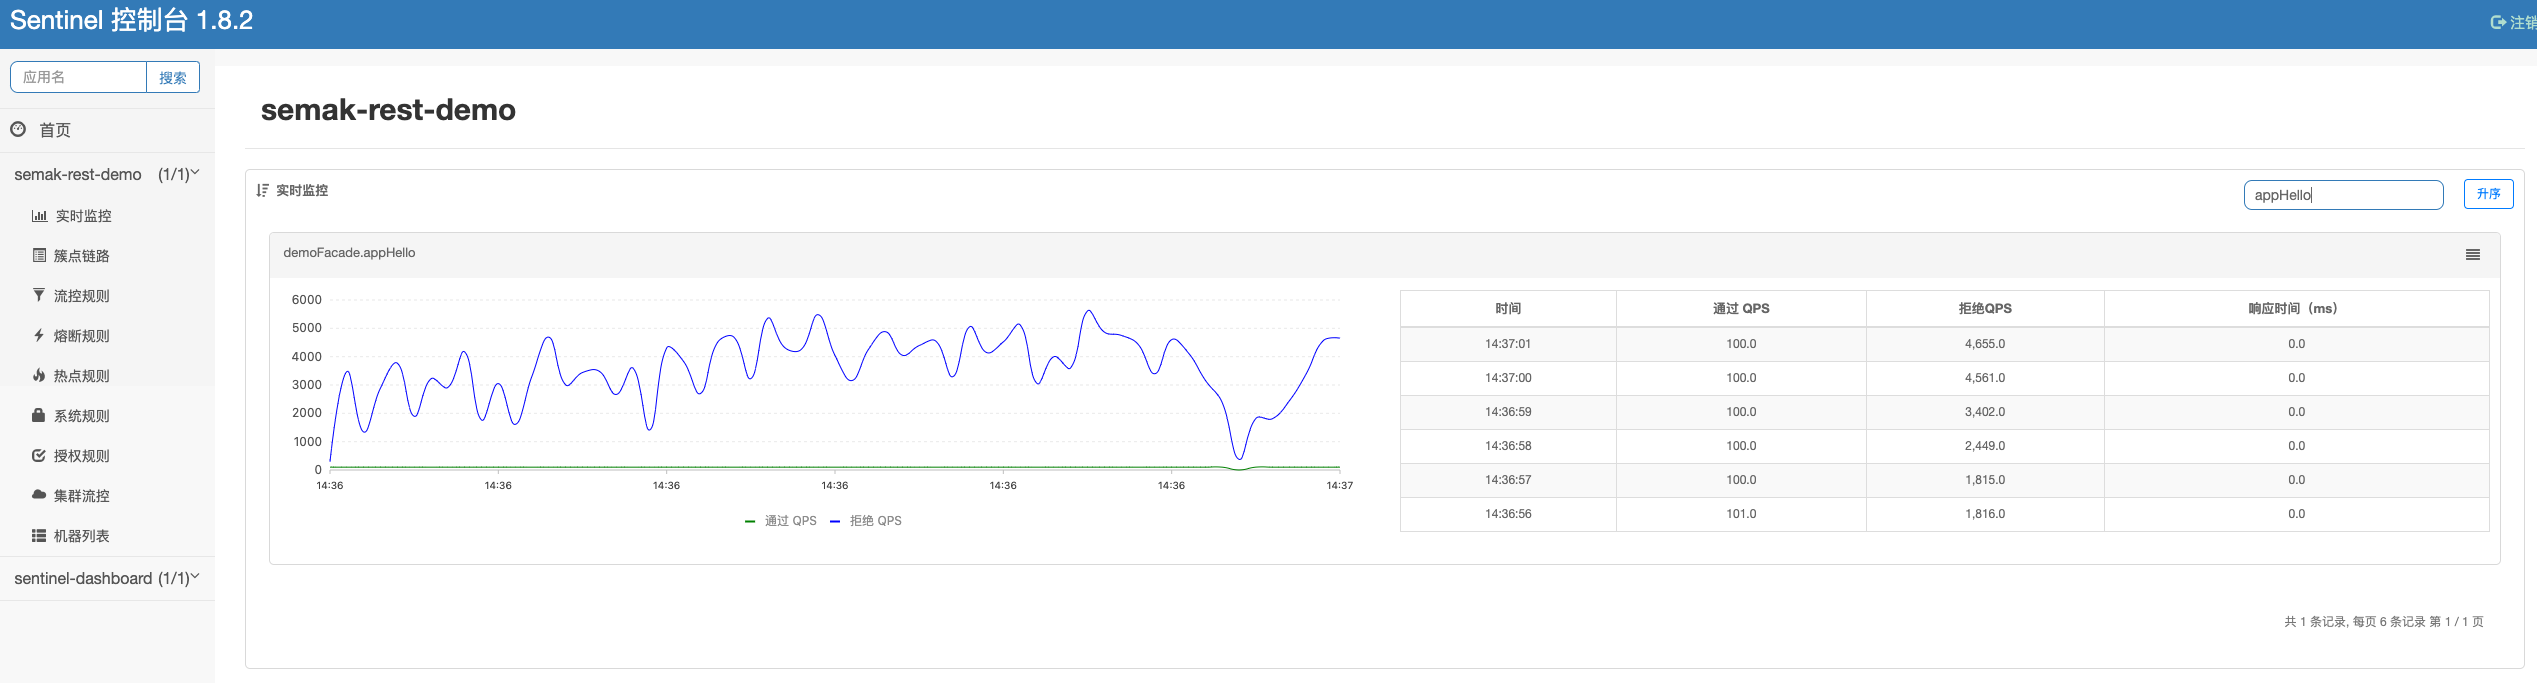 Sentinel 控制台 1.8.2
注销
应用名 搜索
首页
semak-rest-demo (1/1)
实时监控
簇点链路
流控规则
熔断规则
热点规则
系统规则
授权规则
集群流控
机器列表
sentinel-dashboard (1/1)
semak-rest-demo
实时监控
appHello 升序
demoFacade.appHello
6000
5000
4000
3000
2000
1000
0
14:36 14:36 14:36 14:36 14:36 14:36 14:37
通过 QPS 拒绝 QPS
时间 通过 QPS 拒绝QPS 响应时间（ms）
14:37:01 100.0 4,655.0 0.0
14:37:00 100.0 4,561.0 0.0
14:36:59 100.0 3,402.0 0.0
14:36:58 100.0 2,449.0 0.0
14:36:57 100.0 1,815.0 0.0
14:36:56 101.0 1,816.0 0.0
共 1 条记录, 每页 6 条记录 第 1 / 1 页